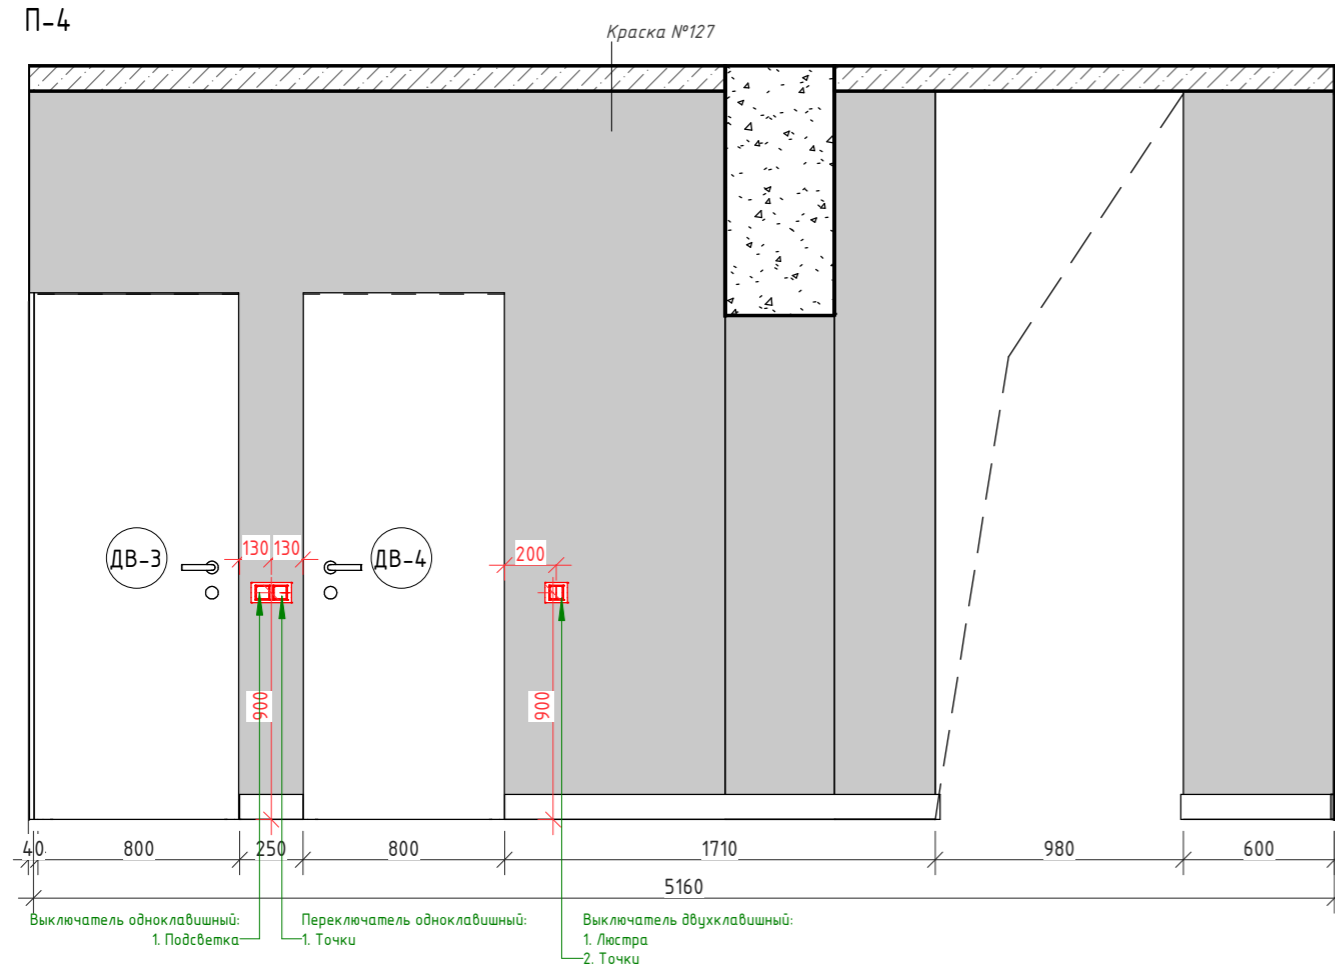 П-4
Краска №127
ДВ-3
130
130
ДВ-4
200
900
900
40
800
250
800
1710
980
600
5160
Выключатель одноклавишный:
1. Подсветка
Переключатель одноклавишный:
1. Точки
Выключатель двухклавишный:
1. Люстра
2. Точки